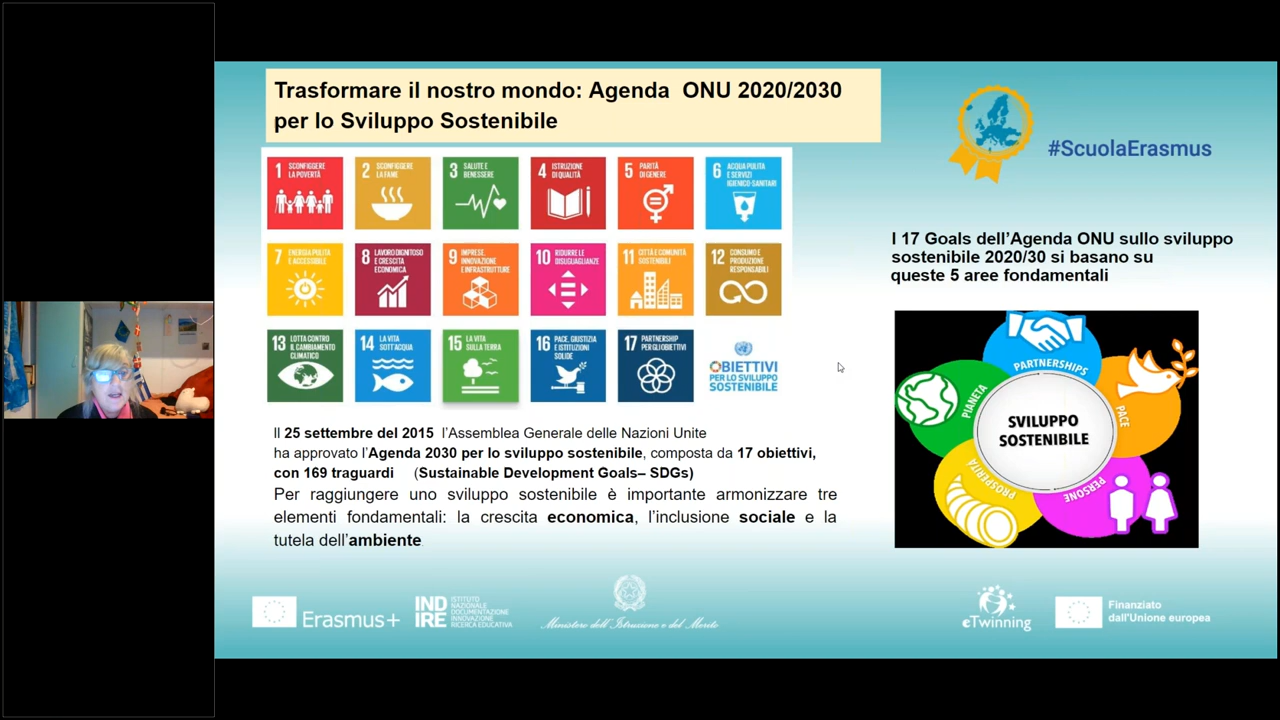 Trasformare il nostro mondo: Agenda ONU 2020/2030
per lo Sviluppo Sostenibile
#ScuolaErasmus
1 SCONFIGGERE
LA POVERTÀ
2 SCONFIGGERE
LA FAME
3 SALUTE E
BENESSERE
4 ISTRUZIONE
DI QUALITÀ
5 PARITÀ
DI GENERE
6 ACQUA PULITA
E SERVIZI
IGIENICO-SANITARI
7 ENERGIA PULITA
E ACCESSIBILE
8 LAVORO DIGNITOSO
E CRESCITA
ECONOMICA
9 IMPRESE,
INNOVAZIONE
E INFRASTRUTTURE
10 RIDURRE LE
DISUGUAGLIANZE
11 CITTÀ E COMUNITÀ
SOSTENIBILI
12 CONSUMO E
PRODUZIONE
RESPONSABILI
13 LOTTA CONTRO
IL CAMBIAMENTO
CLIMATICO
14 LA VITA
SOTT'ACQUA
15 LA VITA
SULLA TERRA
16 PACE, GIUSTIZIA
E ISTITUZIONI
SOLIDE
17 PARTNERSHIP
PER GLI OBIETTIVI
OBIETTIVI
PER LO SVILUPPO
SOSTENIBILE
I 17 Goals dell'Agenda ONU sullo sviluppo
sostenibile 2020/30 si basano su
queste 5 aree fondamentali
PARTNERSHIPS
PIANETA
PACE
SVILUPPO
SOSTENIBILE
PROSPERITÀ
PERSONE
Il 25 settembre del 2015 l'Assemblea Generale delle Nazioni Unite
ha approvato l'Agenda 2030 per lo sviluppo sostenibile, composta da 17 obiettivi,
con 169 traguardi (Sustainable Development Goals– SDGs)
Per raggiungere uno sviluppo sostenibile è importante armonizzare tre
elementi fondamentali: la crescita economica, l'inclusione sociale e la
tutela dell'ambiente.
Erasmus+
INDIRE
ISTITUTO
NAZIONALE
DOCUMENTAZIONE
INNOVAZIONE
RICERCA EDUCATIVA
Ministero dell'Istruzione e del Merito
eTwinning
Finanziato
dall'Unione europea